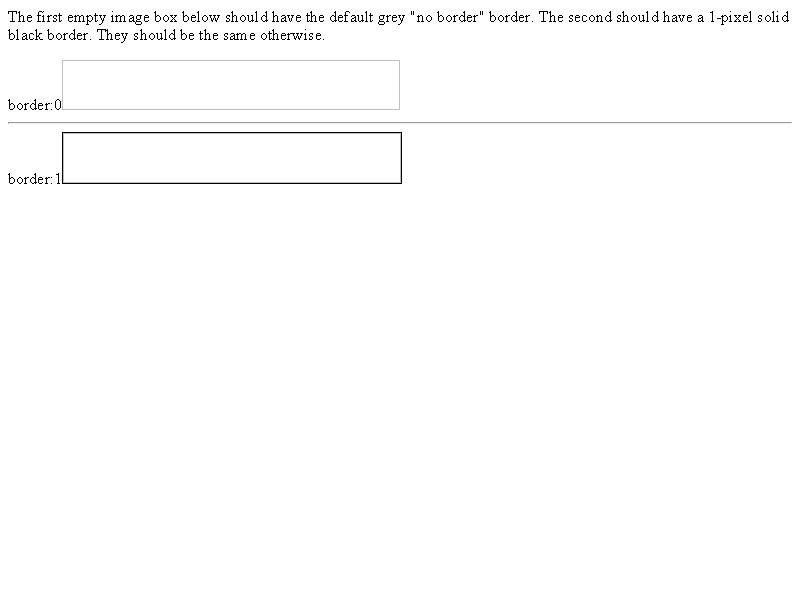 The first empty image box below should have the default grey "no border" border. The second should have a 1-pixel solid
black border. They should be the same otherwise.
border:0
border:1